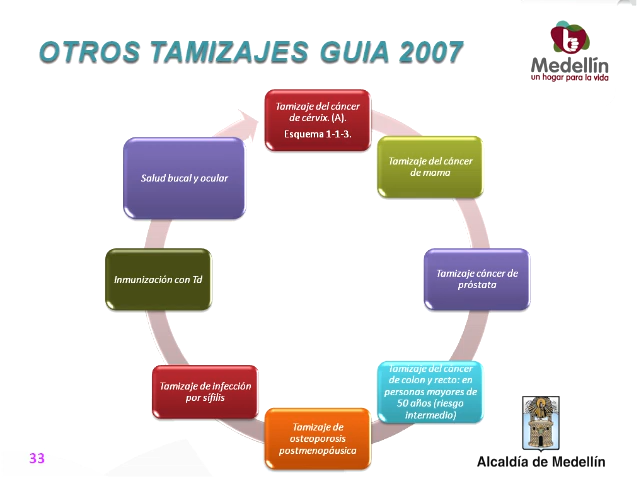 OTROS TAMIZAJES GUIA 2007
Medellín
un hogar para la vida
Tamizaje del cáncer
de cérvix. (A).
Esquema 1-1-3.
Tamizaje del cáncer
de mama
Tamizaje cáncer de
próstata
Tamizaje del cáncer
de colon y recto: en
personas mayores de
50 años (riesgo
intermedio)
Tamizaje de
osteoporosis
postmenopáusica
Tamizaje de infección
por sífilis
Inmunización con Td
Salud bucal y ocular
33
Alcaldía de Medellín